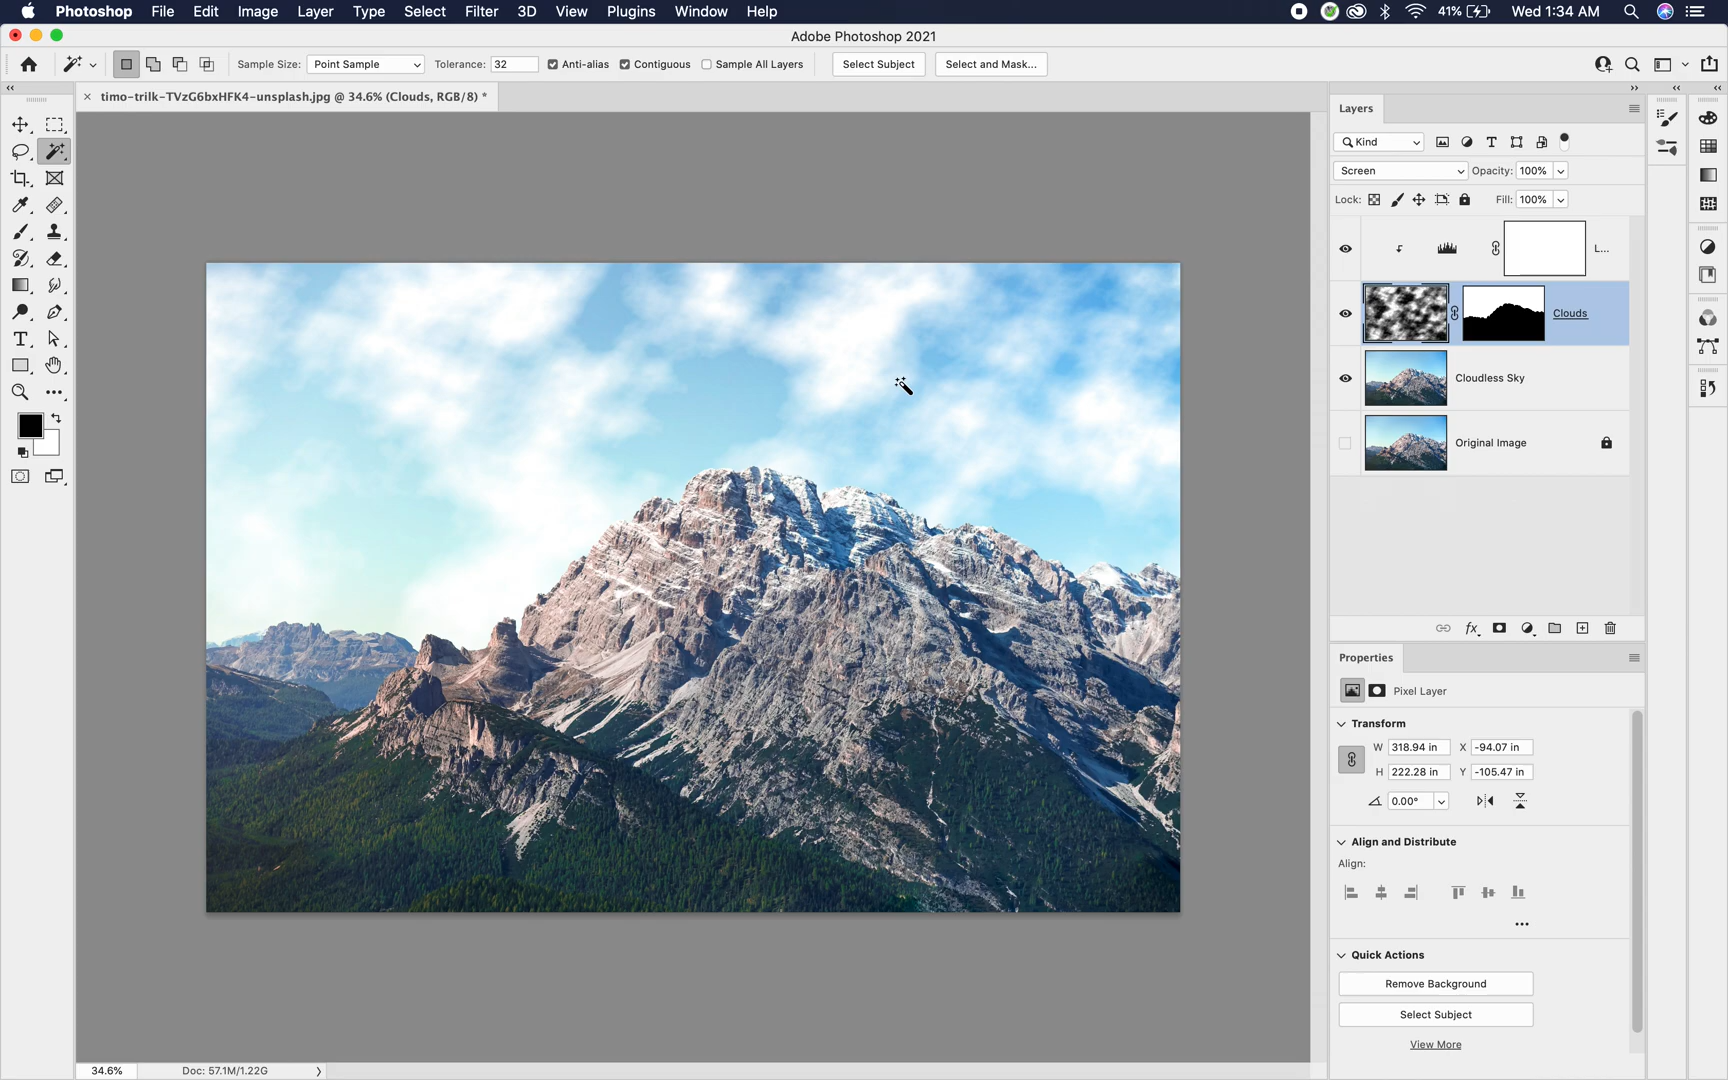 Photoshop File Edit Image Layer Type Select Filter 3D View Plugins Window Help 41% Wed 1:34 AM
Adobe Photoshop 2021
Sample Size: Point Sample Tolerance: 32 Anti-alias Contiguous Sample All Layers Select Subject Select and Mask...
timo-trilk-TVzG6bxHFK4-unsplash.jpg @ 34.6% (Clouds, RGB/8) *
Layers
Kind
Screen Opacity: 100%
Lock: Fill: 100%
L...
Clouds
Cloudless Sky
Original Image
fx
Properties
Pixel Layer
Transform
W 318.94 in X -94.07 in
H 222.28 in Y -105.47 in
0.00°
Align and Distribute
Align:
Quick Actions
Remove Background
Select Subject
View More
34.6% Doc: 57.1M/1.22G